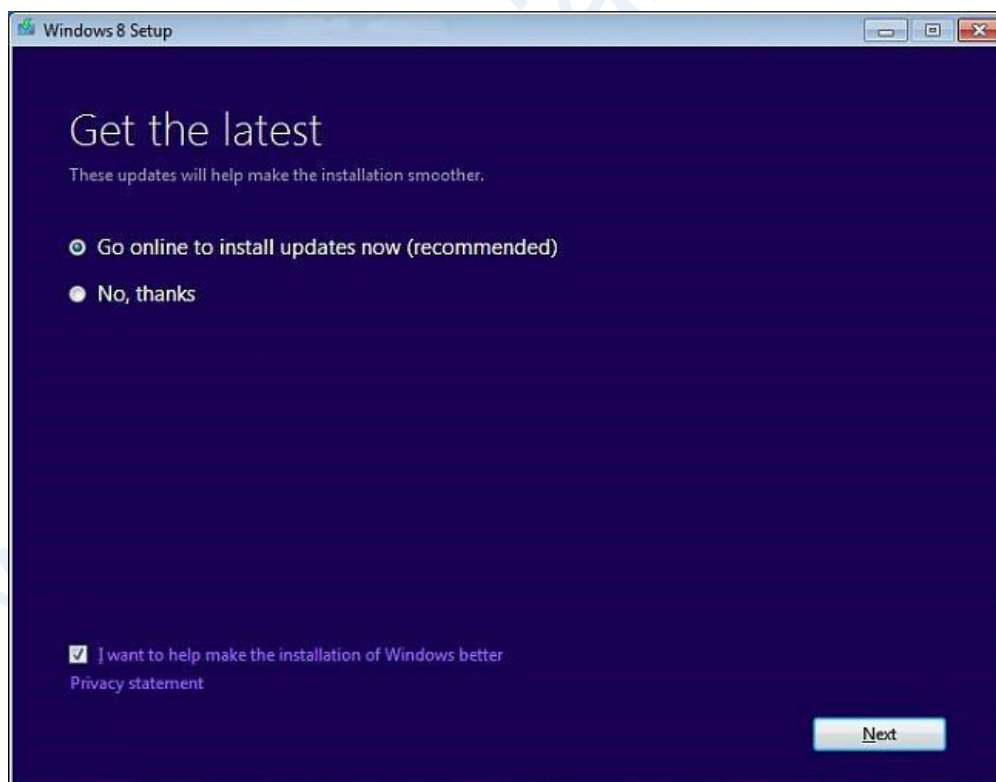 Windows 8 Setup
Get the latest
These updates will help make the installation smoother.
Go online to install updates now (recommended)
No, thanks
I want to help make the installation of Windows better
Privacy statement
Next